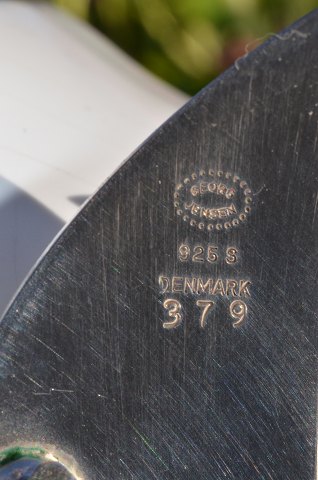 GEORG
JENSEN
925 S
DENMARK
379